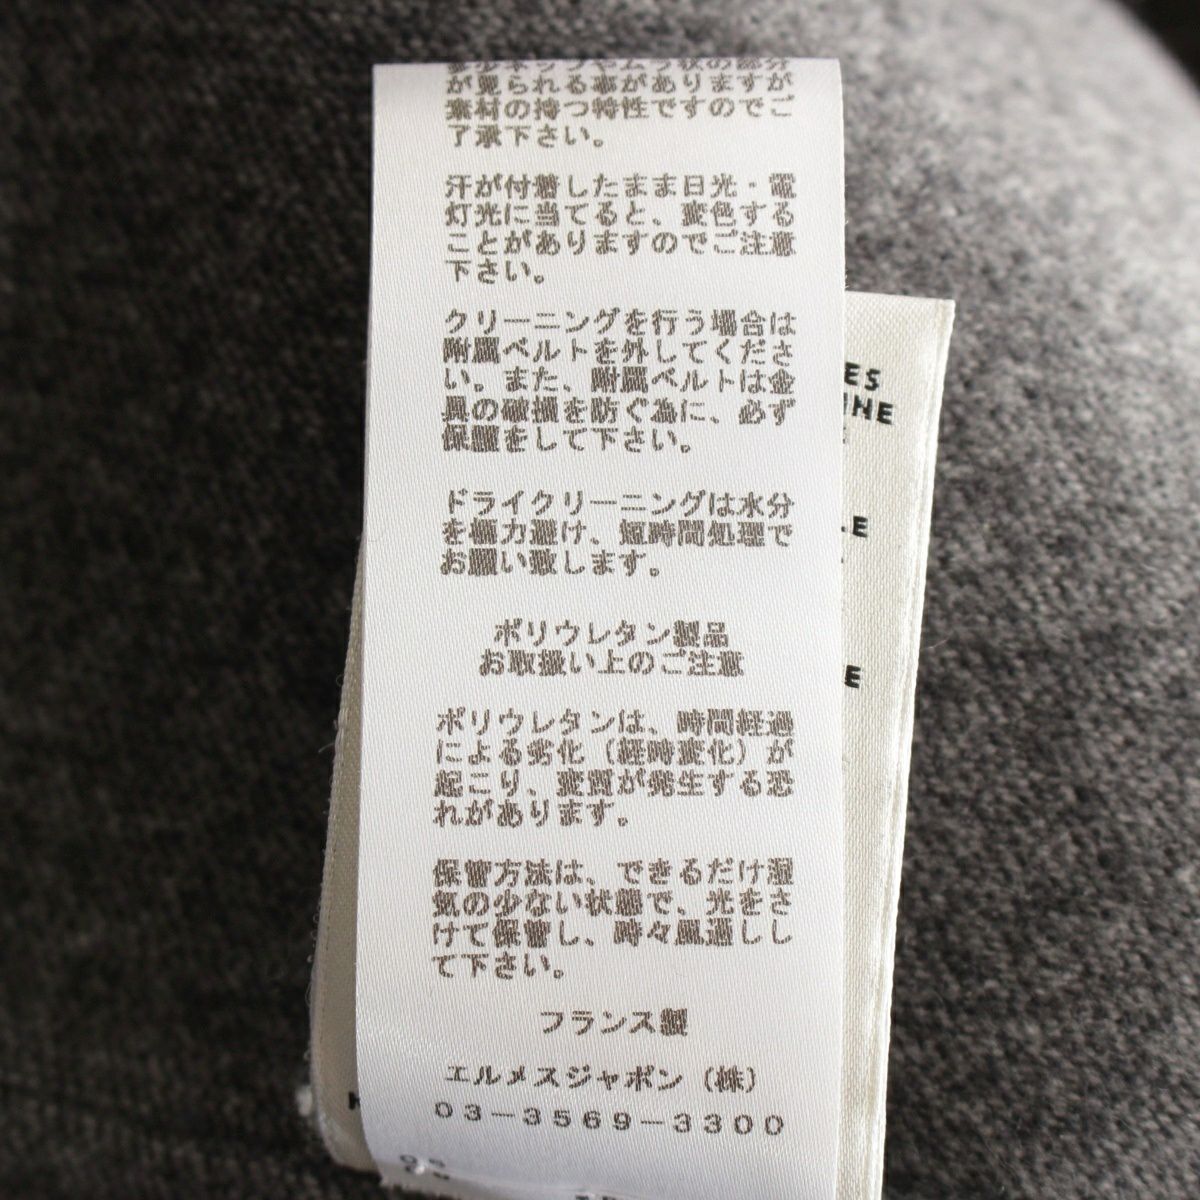 が見られる事がありますが
素材の持つ特性ですのでご
了承下さい。
汗が付着したまま日光・電
灯光に当てると、変色する
ことがありますのでご注意
下さい。
クリーニングを行う場合は
附属ベルトを外してくださ
い。また、附属ベルトは金
具の破損を防ぐ為に、必ず
保護をして下さい。
ドライクリーニングは水分
を極力避け、短時間処理で
お願い致します。
ポリウレタン製品
お取扱い上のご注意
ポリウレタンは、時間経過
による劣化（経時変化）が
起こり、変質が発生する恐
れがあります。
保管方法は、できるだけ湿
気の少ない状態で、光をさ
けて保管し、時々風通しし
て下さい。
フランス製
エルメスジャポン（株）
03-3569-3300
ES
INE
LE
E